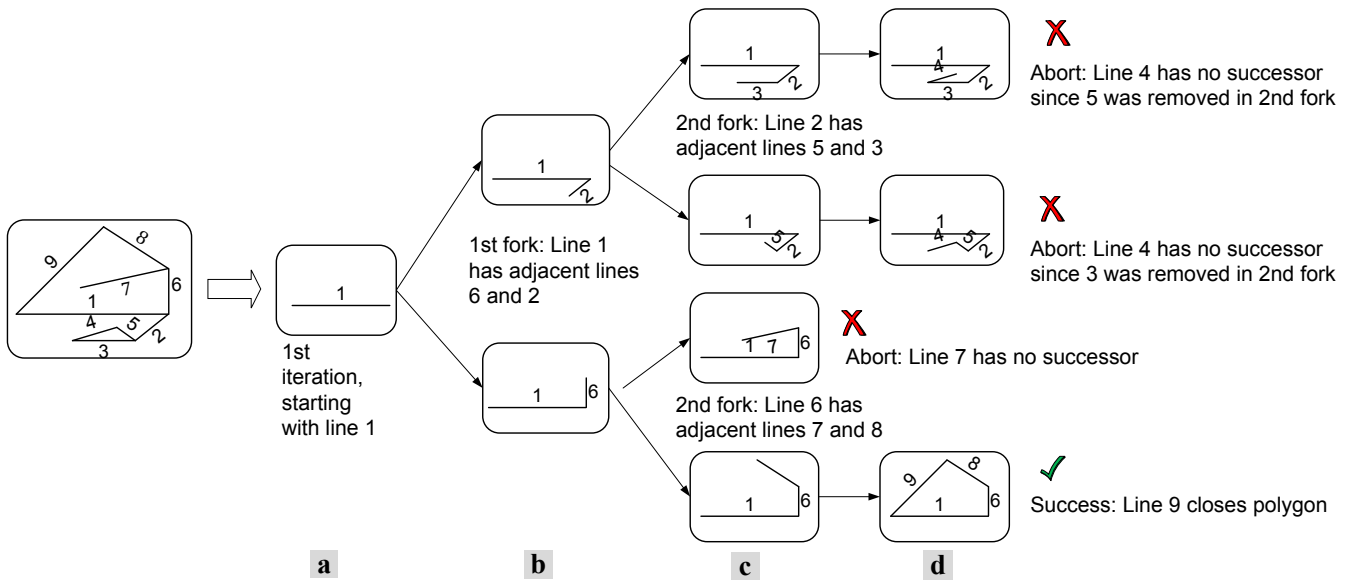 8
9
7
6
1
4
5
2
3
1
1st
iteration,
starting
with line 1
1
2
1st fork: Line 1
has adjacent lines
6 and 2
1
6
1
2
3
2nd fork: Line 2 has
adjacent lines 5 and 3
1
5
2
1
7
6
2nd fork: Line 6 has
adjacent lines 7 and 8
1
6
1
4
2
3
X
Abort: Line 4 has no successor
since 5 was removed in 2nd fork
1
4
5
2
X
Abort: Line 4 has no successor
since 3 was removed in 2nd fork
X
Abort: Line 7 has no successor
9
8
1
6
Success: Line 9 closes polygon
a
b
c
d